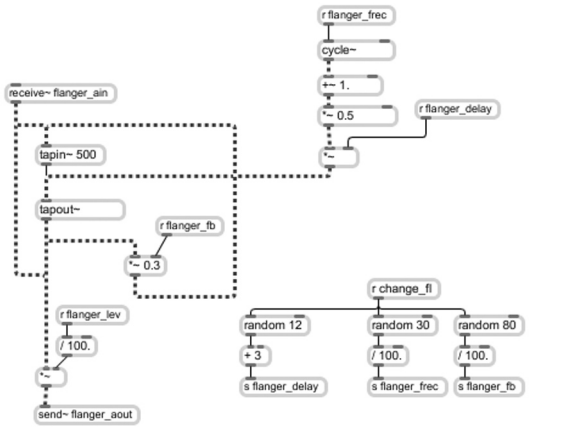 r flanger_frec
cycle~
+~ 1.
*~ 0.5
r flanger_delay
*~
receive~ flanger_ain
tapin~ 500
tapout~
r flanger_fb
*~ 0.3
r flanger_lev
/ 100.
*~
send~ flanger_aout
r change_fl
random 12
random 30
random 80
+ 3
/ 100.
/ 100.
s flanger_delay
s flanger_frec
s flanger_fb